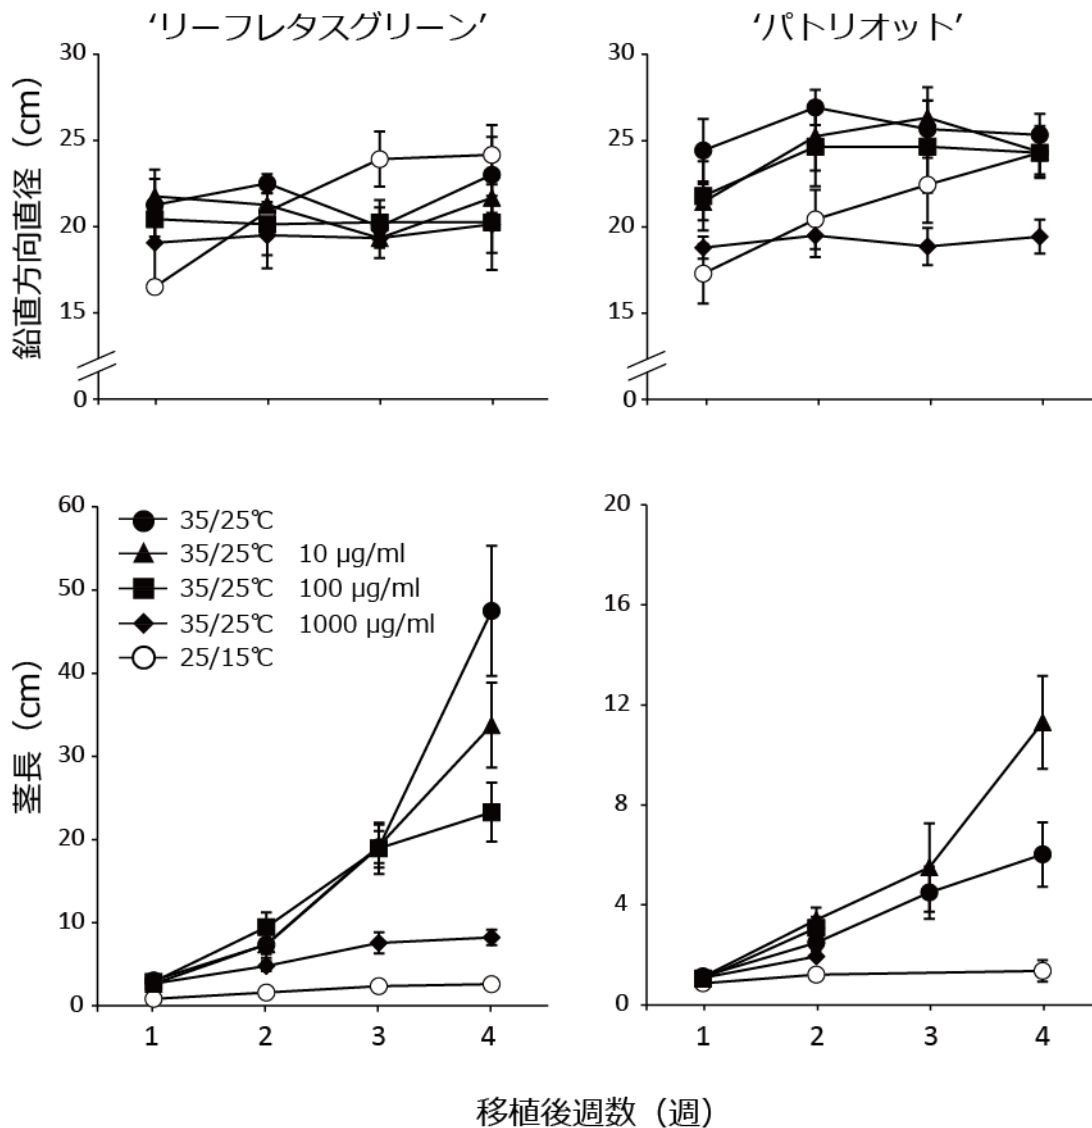 ‘リーフレタスグリーン’
‘パトリオット’
鉛直方向直径（cm）
30
25
20
15
0
30
25
20
15
0
茎長（cm）
60
50
40
30
20
10
0
35/25℃
35/25℃ 10 µg/ml
35/25℃ 100 µg/ml
35/25℃ 1000 µg/ml
25/15℃
1 2 3 4
20
16
12
8
4
0
1 2 3 4
移植後週数（週）